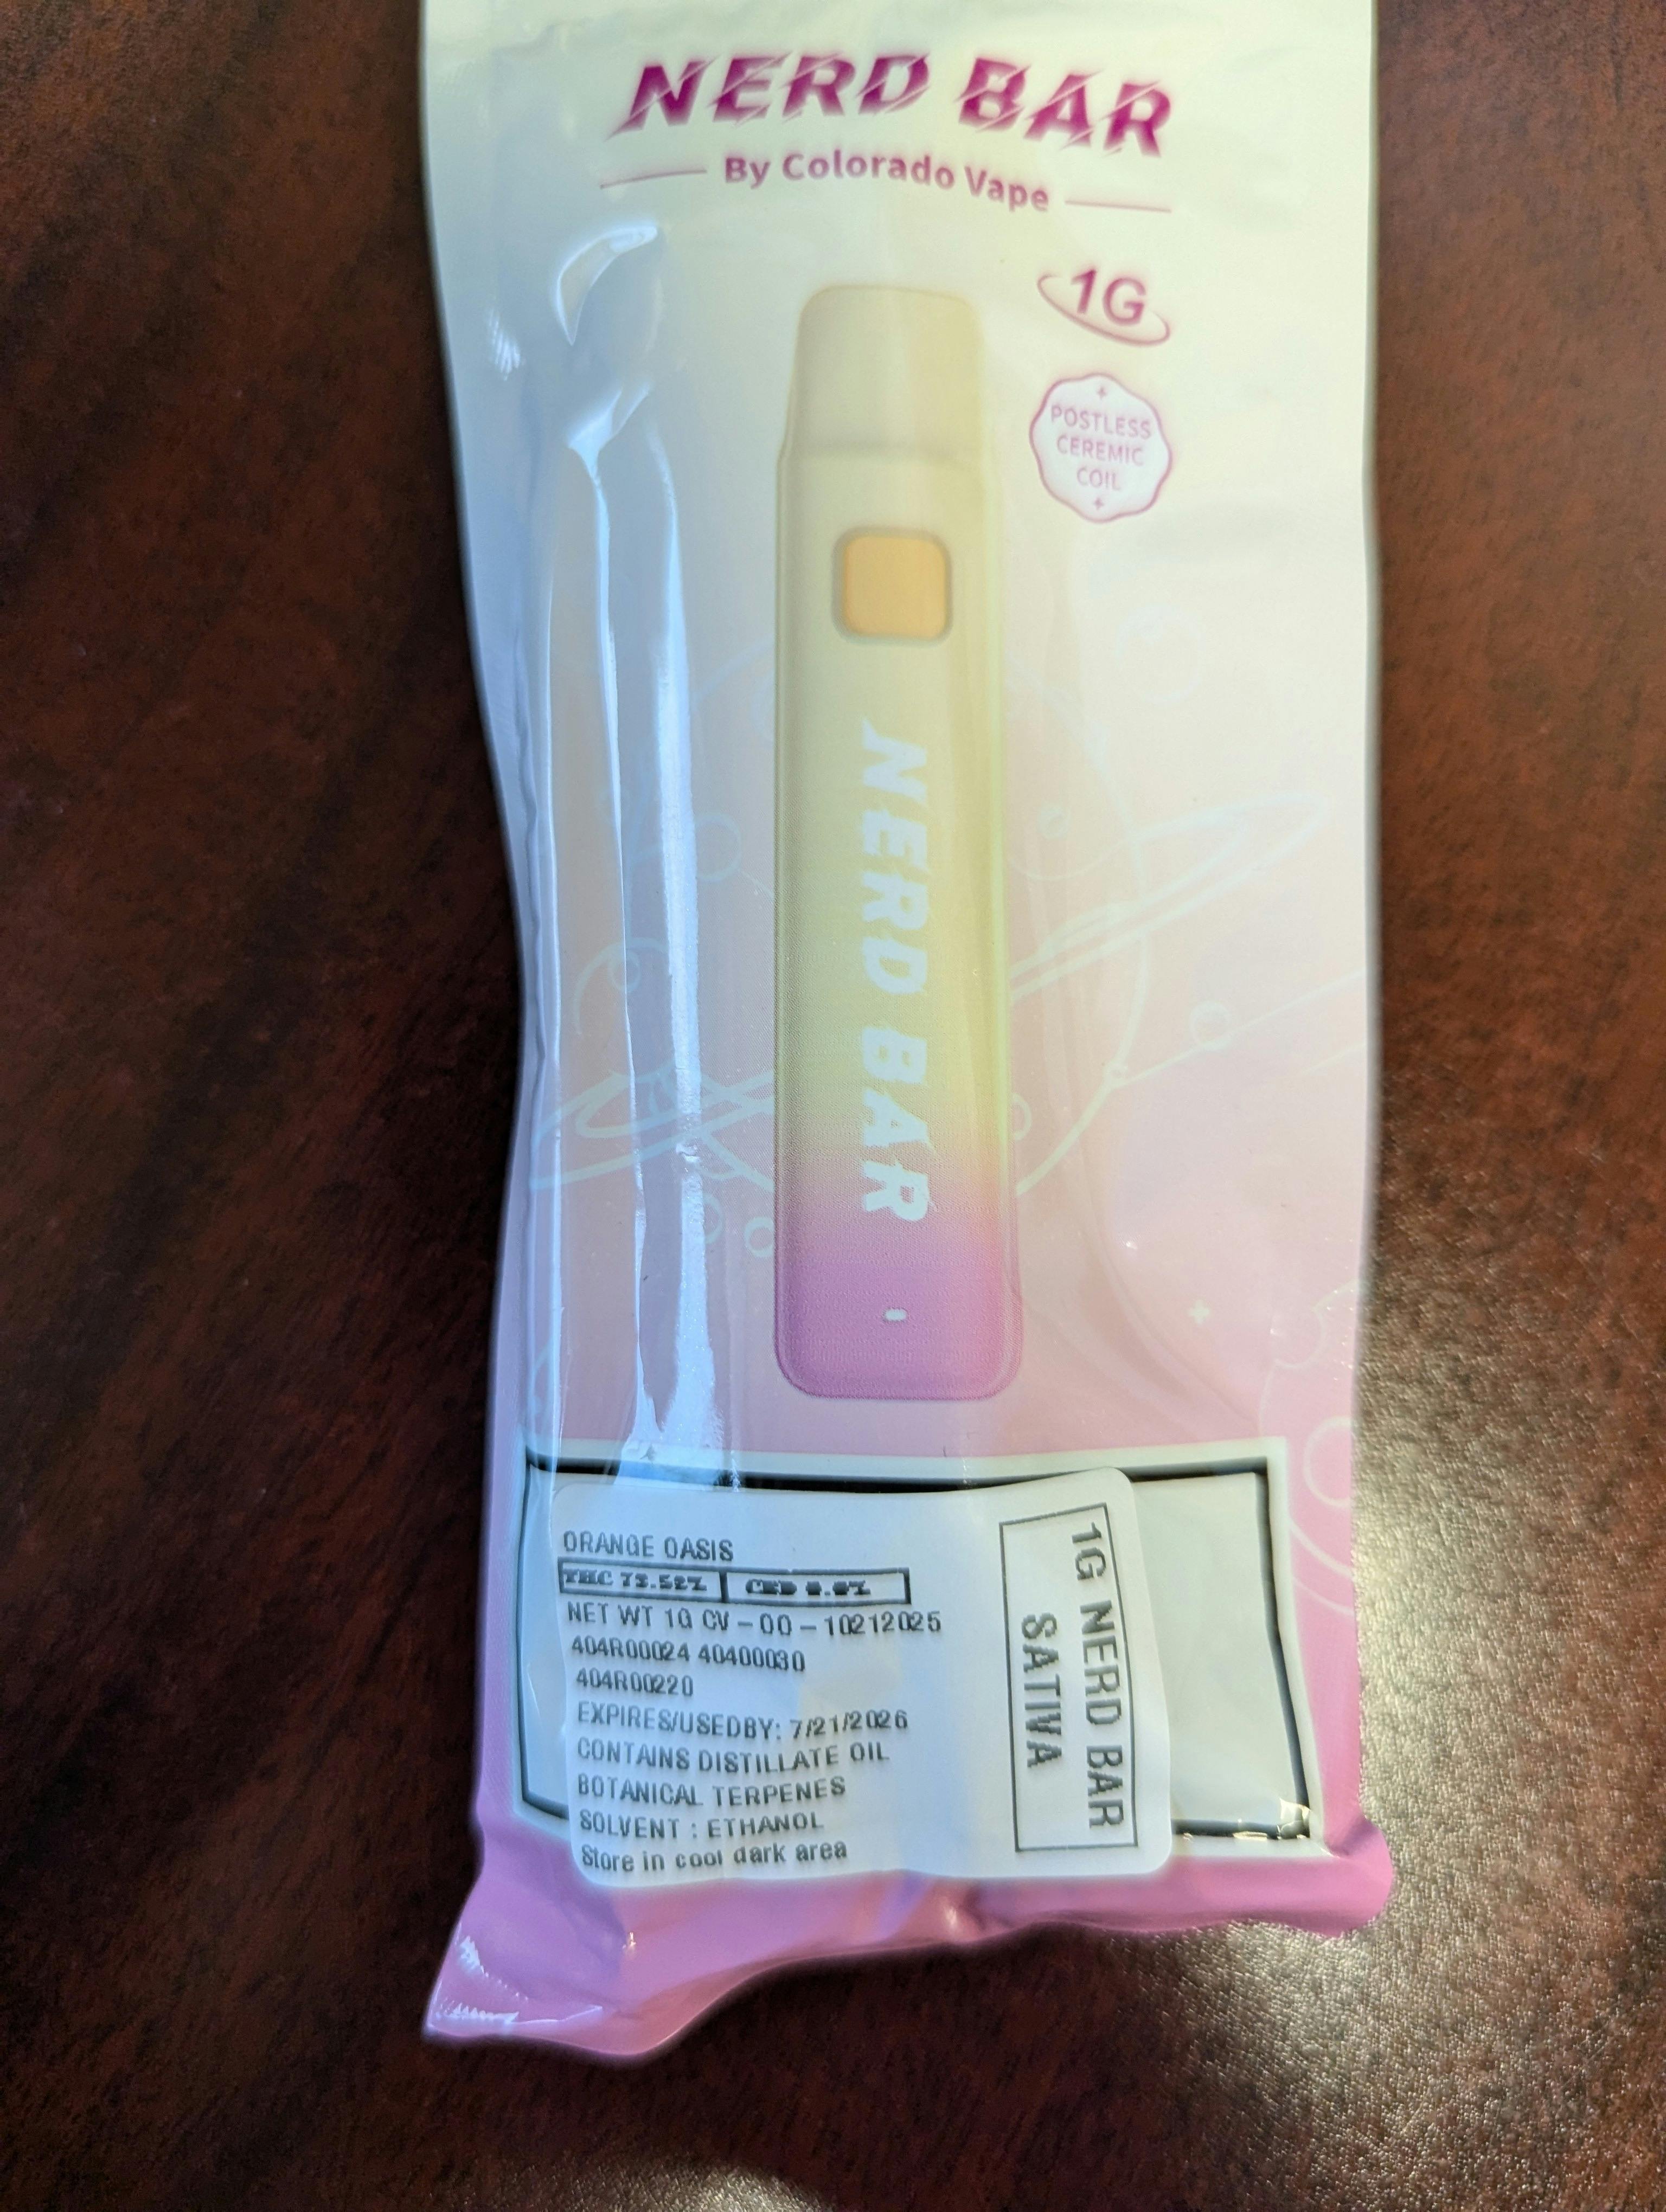 NERD BAR
By Colorado Vape
1G
POSTLESS
CEREMIC
COIL
NERD BAR
ORANGE OASIS
THC CBD
NET WT 1G CV - 00 - 10212025
404R00024 40400030
404R00220
EXPIRES/USEDBY: 7/21/2026
CONTAINS DISTILLATE OIL
BOTANICAL TERPENES
SOLVENT : ETHANOL
Store in cool dark area
1G NERD BAR
SATIVA